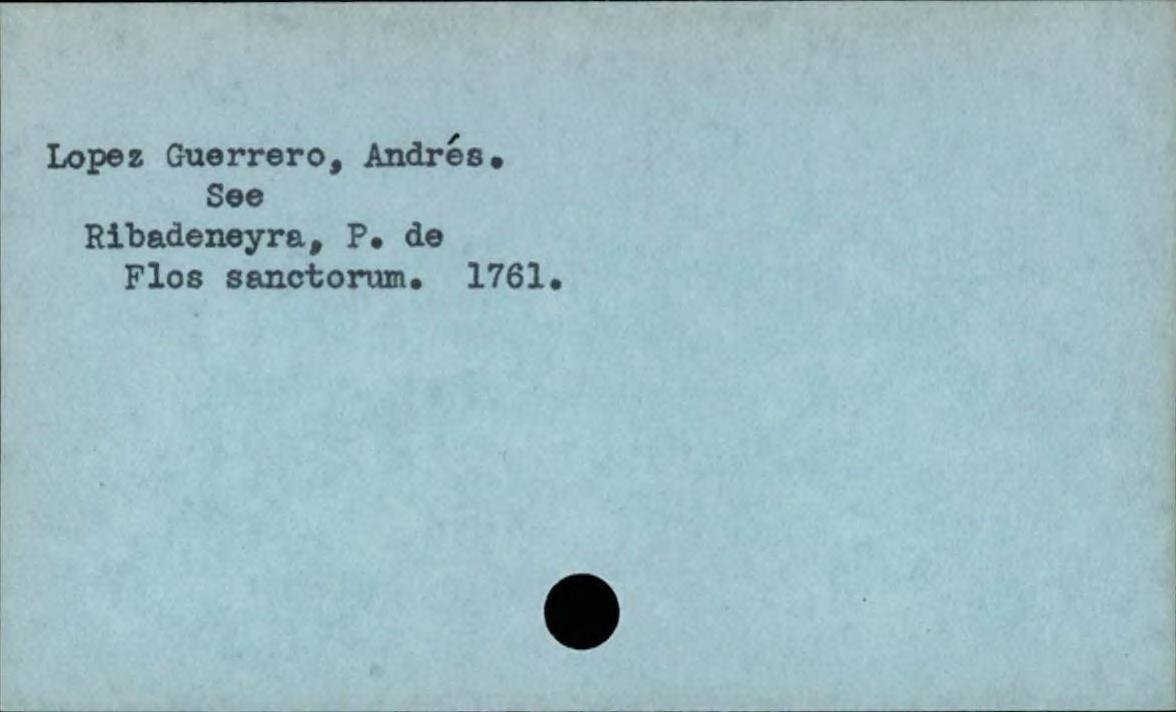 Lopez Guerrero, Andrés.
See
Ribadeneyra, P. de
Flos sanctorum. 1761.